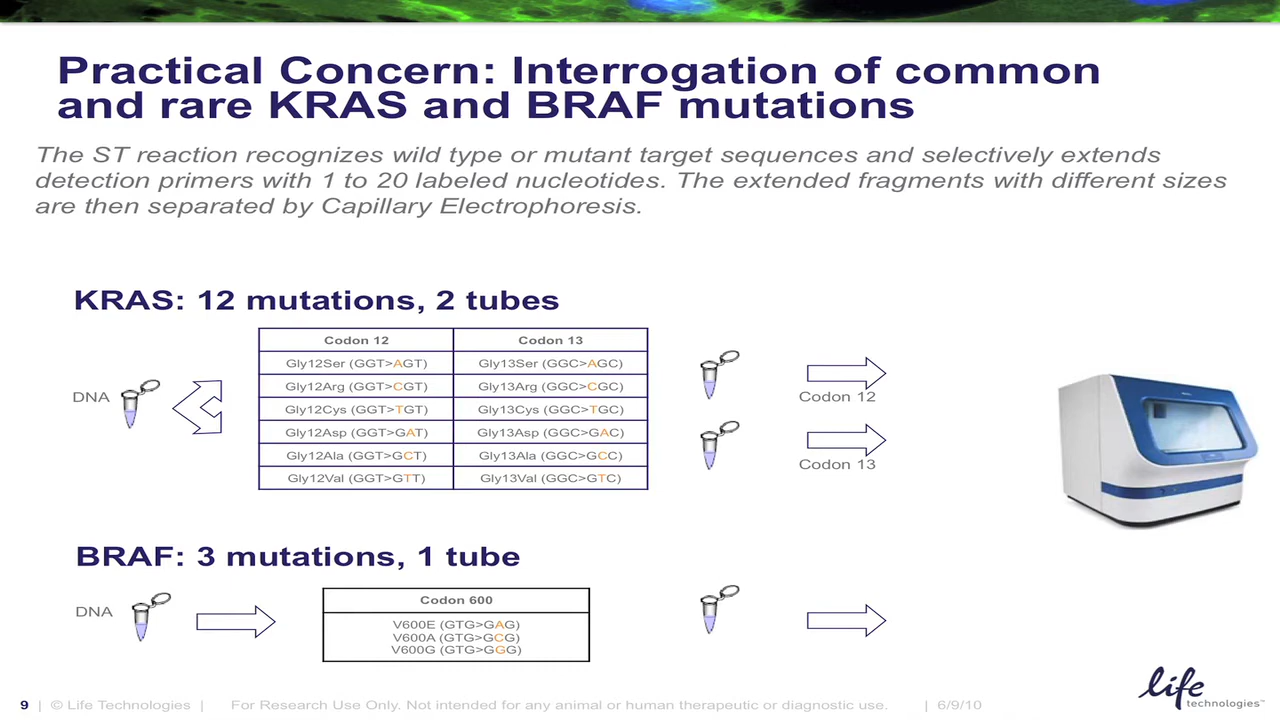 Practical Concern: Interrogation of common
and rare KRAS and BRAF mutations
The ST reaction recognizes wild type or mutant target sequences and selectively extends
detection primers with 1 to 20 labeled nucleotides. The extended fragments with different sizes
are then separated by Capillary Electrophoresis.
KRAS: 12 mutations, 2 tubes
DNA
Codon 12 Codon 13
Gly12Ser (GGT>AGT) Gly13Ser (GGC>AGC)
Gly12Arg (GGT>CGT) Gly13Arg (GGC>CGC)
Gly12Cys (GGT>TGT) Gly13Cys (GGC>TGC)
Gly12Asp (GGT>GAT) Gly13Asp (GGC>GAC)
Gly12Ala (GGT>GCT) Gly13Ala (GGC>GCC)
Gly12Val (GGT>GTT) Gly13Val (GGC>GTC)
Codon 12
Codon 13
BRAF: 3 mutations, 1 tube
DNA
Codon 600
V600E (GTG>GAG)
V600A (GTG>GCG)
V600G (GTG>GGG)
9 | © Life Technologies | For Research Use Only. Not intended for any animal or human therapeutic or diagnostic use. | 6/9/10
life
technologies™